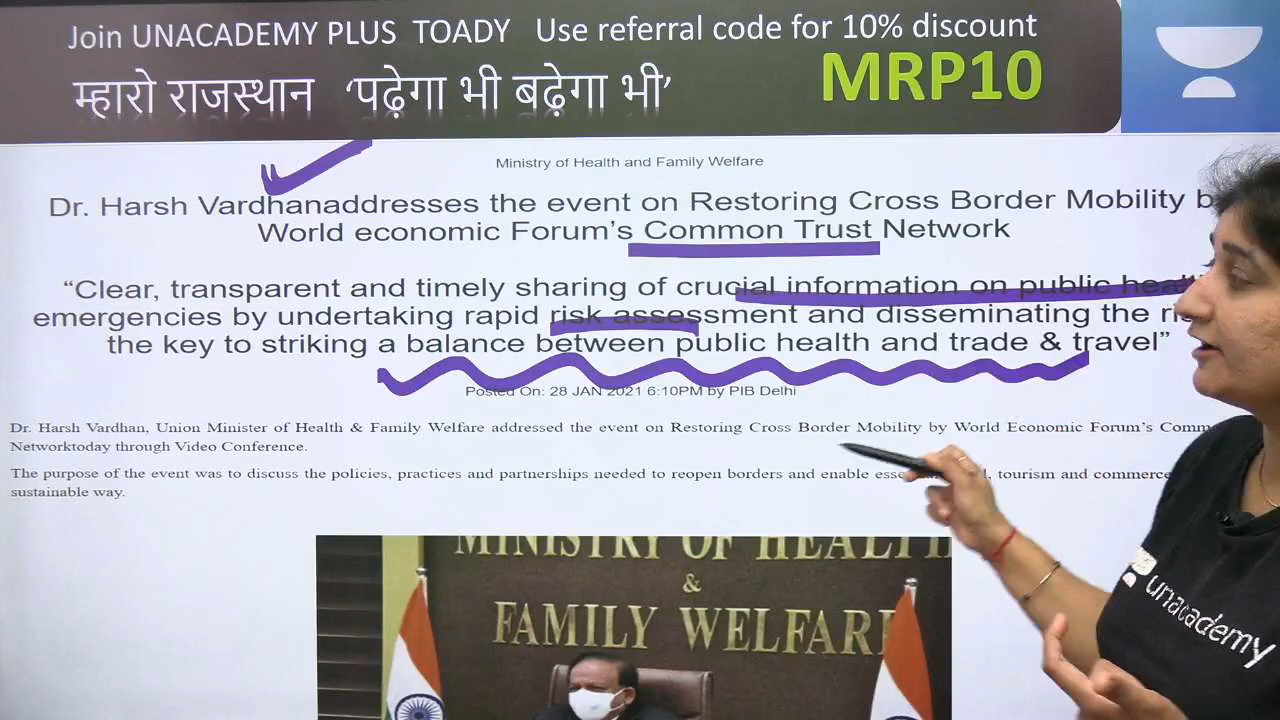 Join UNACADEMY PLUS TOADY Use referral code for 10% discount
म्हारो राजस्थान ‘पढ़ेगा भी बढ़ेगा भी’ MRP10
Ministry of Health and Family Welfare
Dr. Harsh Vardhanaddresses the event on Restoring Cross Border Mobility
World economic Forum’s Common Trust Network
“Clear, transparent and timely sharing of crucial information on public
emergencies by undertaking rapid risk assessment and disseminating the
the key to striking a balance between public health and trade & travel”
Posted On: 28 JAN 2021 6:10PM by PIB Delhi
Dr. Harsh Vardhan, Union Minister of Health & Family Welfare addressed the event on Restoring Cross Border Mobility by World Economic Forum’s
Networktoday through Video Conference.
The purpose of the event was to discuss the policies, practices and partnerships needed to reopen borders and enable tourism and commerce
sustainable way.
MINISTRY OF HEALTH
&
FAMILY WELFARE
unacademy